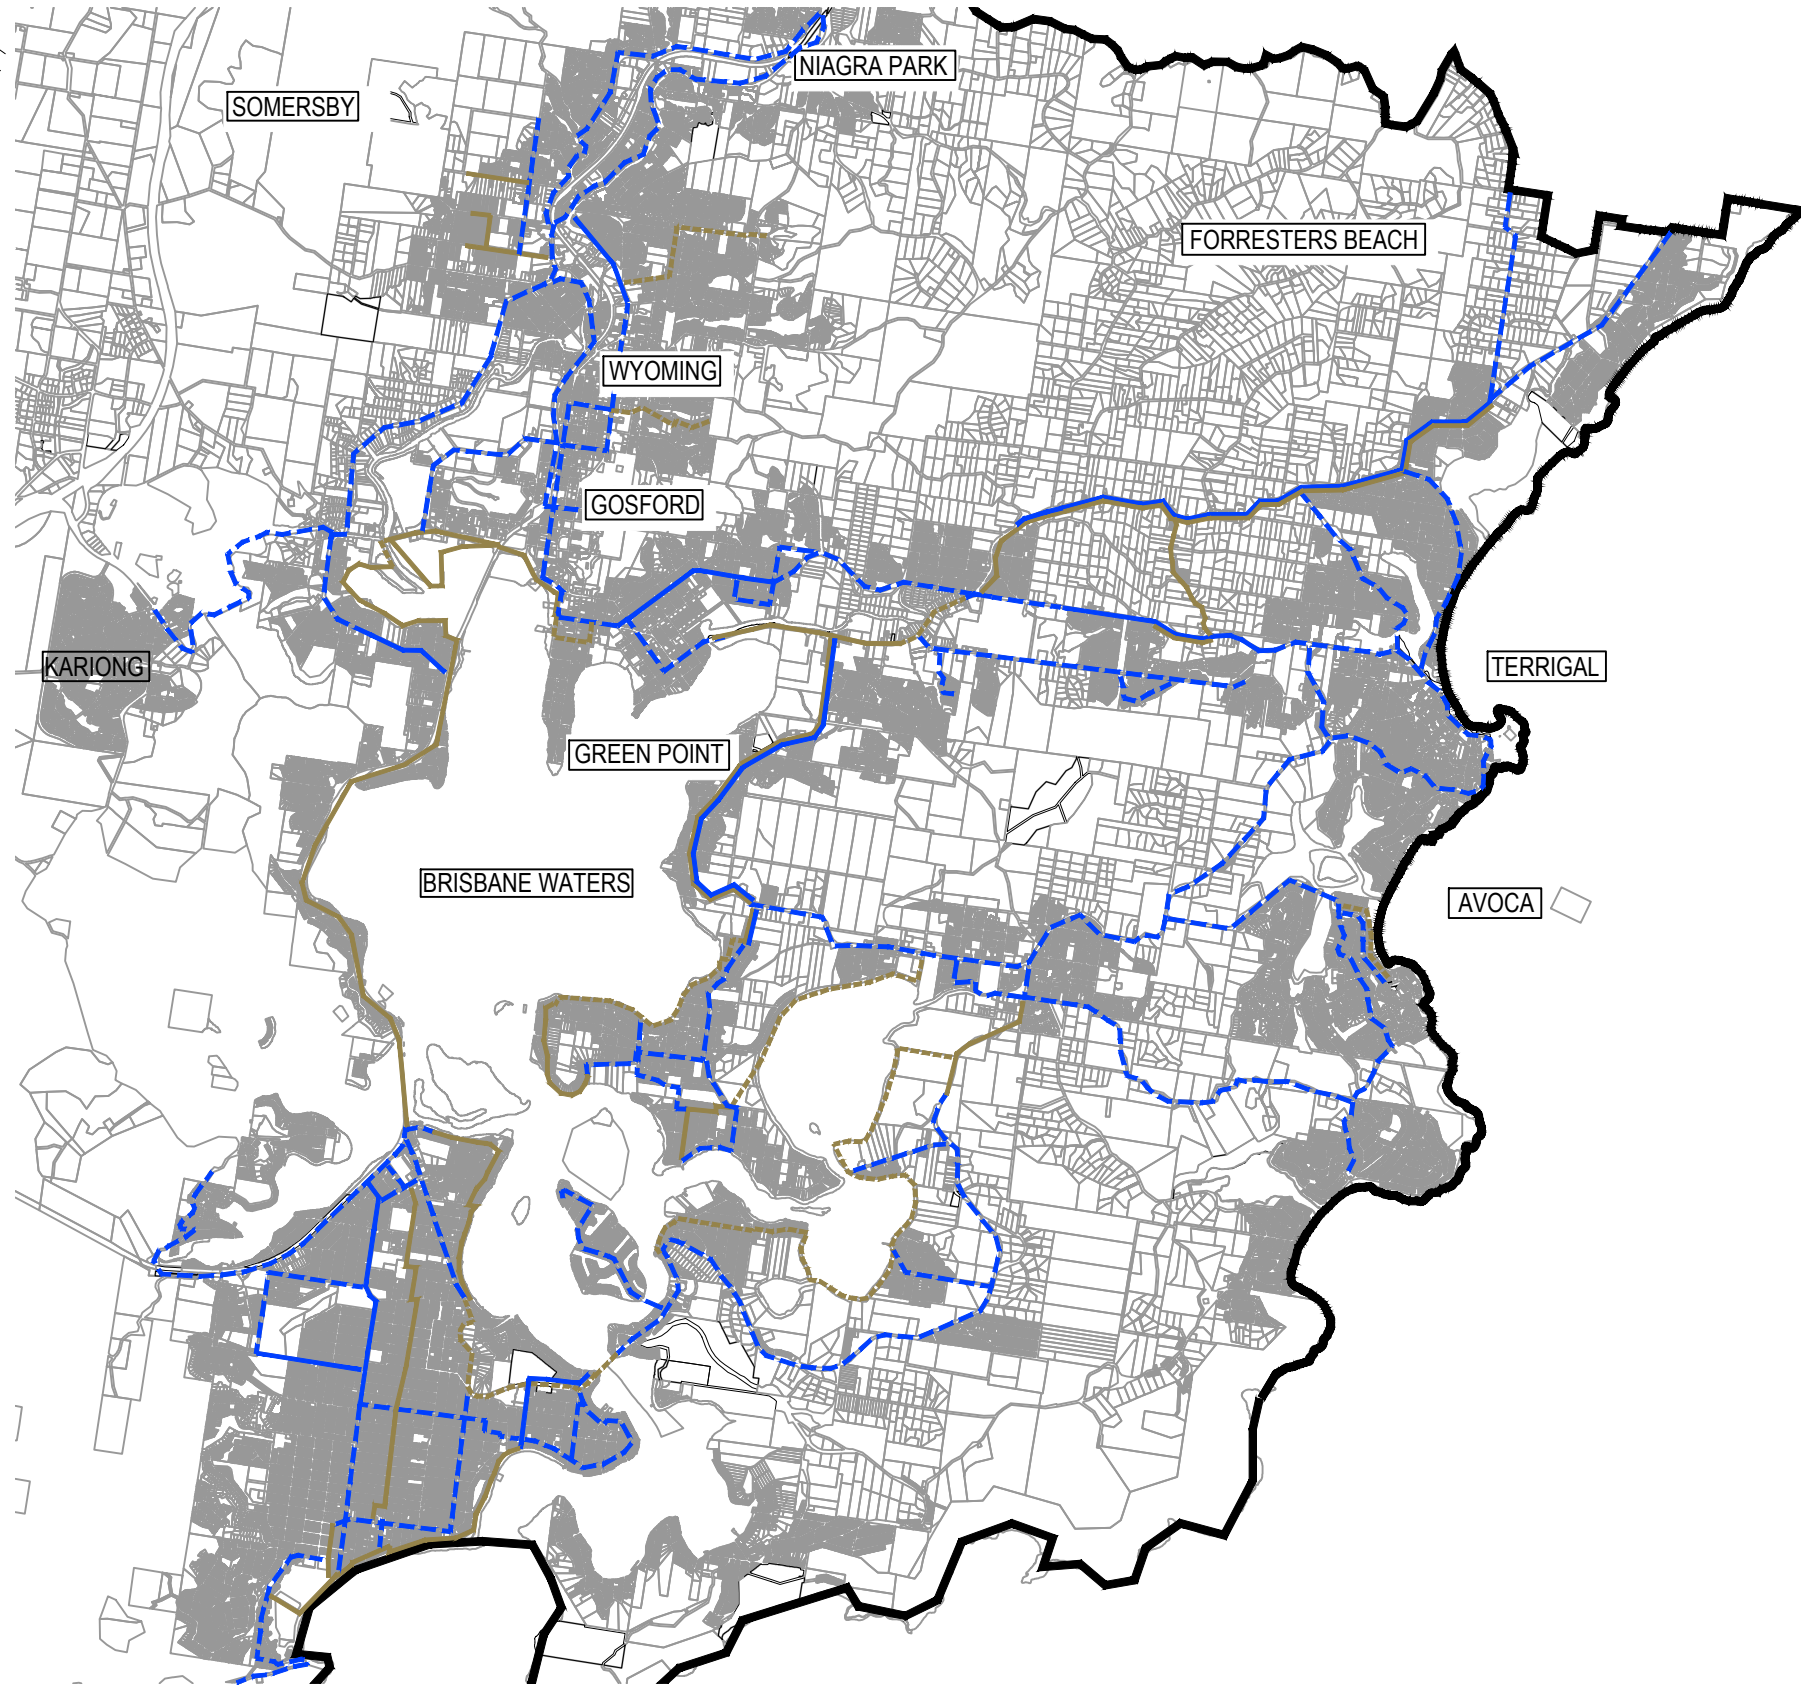 NIAGRA PARK
SOMERSBY
FORRESTERS BEACH
WYOMING
GOSFORD
KARIONG
TERRIGAL
GREEN POINT
BRISBANE WATERS
AVOCA